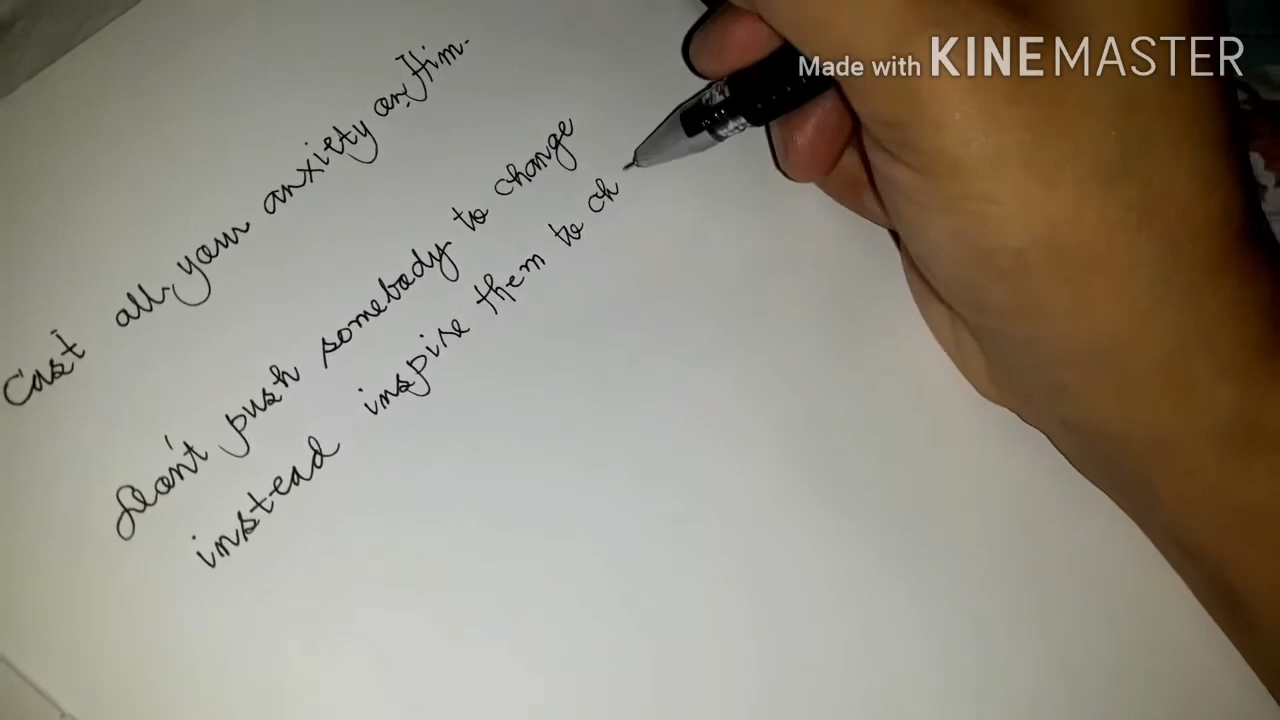 Made with KINEMASTER
Cast all your anxiety on Him.
Don't push somebody to change
instead inspire them to ch